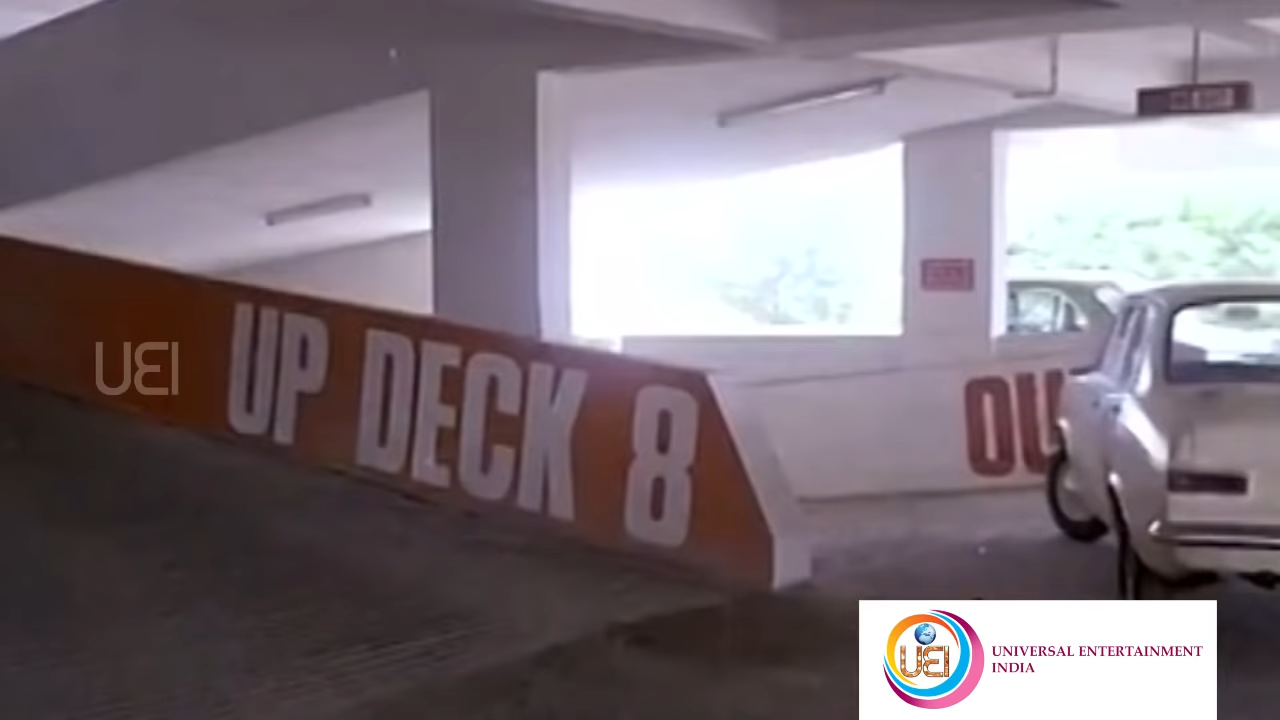 UEI
UP DECK 8
OU
UEI
UNIVERSAL ENTERTAINMENT
INDIA